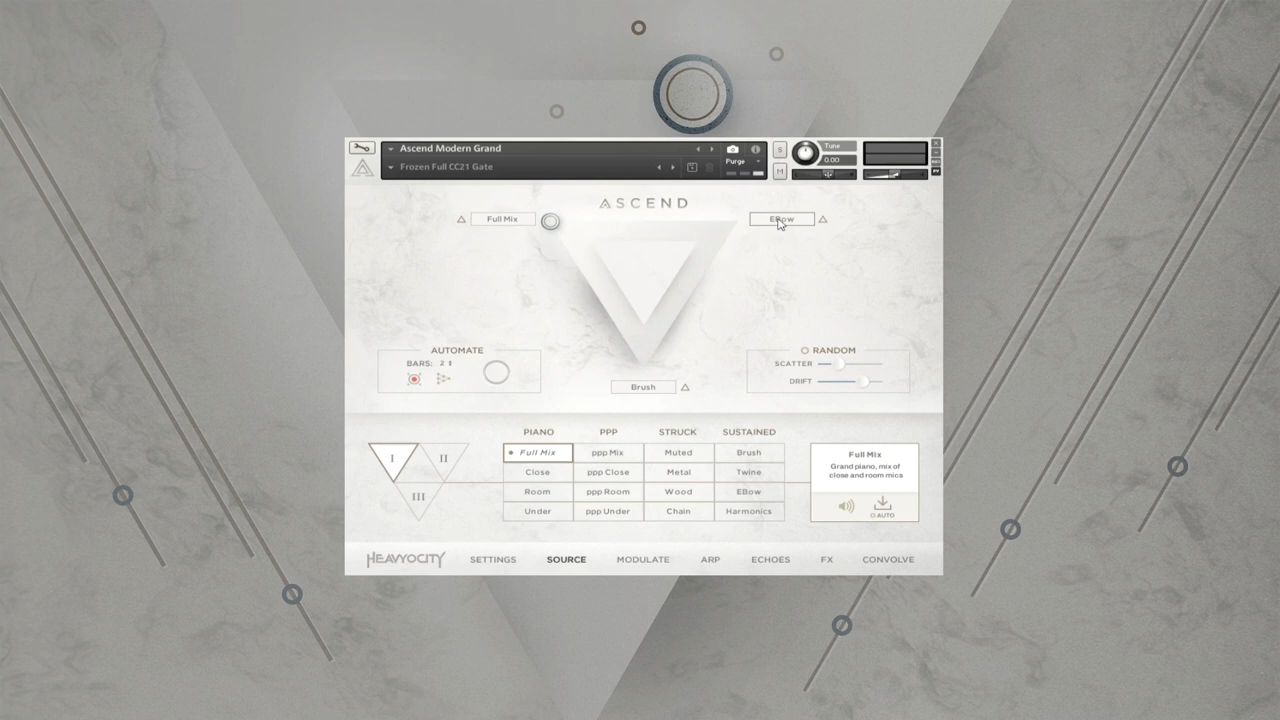 Ascend Modern Grand
Frozen Full CC21 Gate
Purge
S
M
Tune
0.00
ASCEND
Full Mix
EBow
AUTOMATE
BARS: 2
RANDOM
SCATTER
DRIFT
Brush
I II
III
PIANO PPP STRUCK SUSTAINED
Full Mix ppp Mix Muted Brush
Close ppp Close Metal Twine
Room ppp Room Wood EBow
Under ppp Under Chain Harmonics
Full Mix
Grand piano, mix of
close and room mics
AUTO
HEAVYOCITY SETTINGS SOURCE MODULATE ARP ECHOES FX CONVOLVE